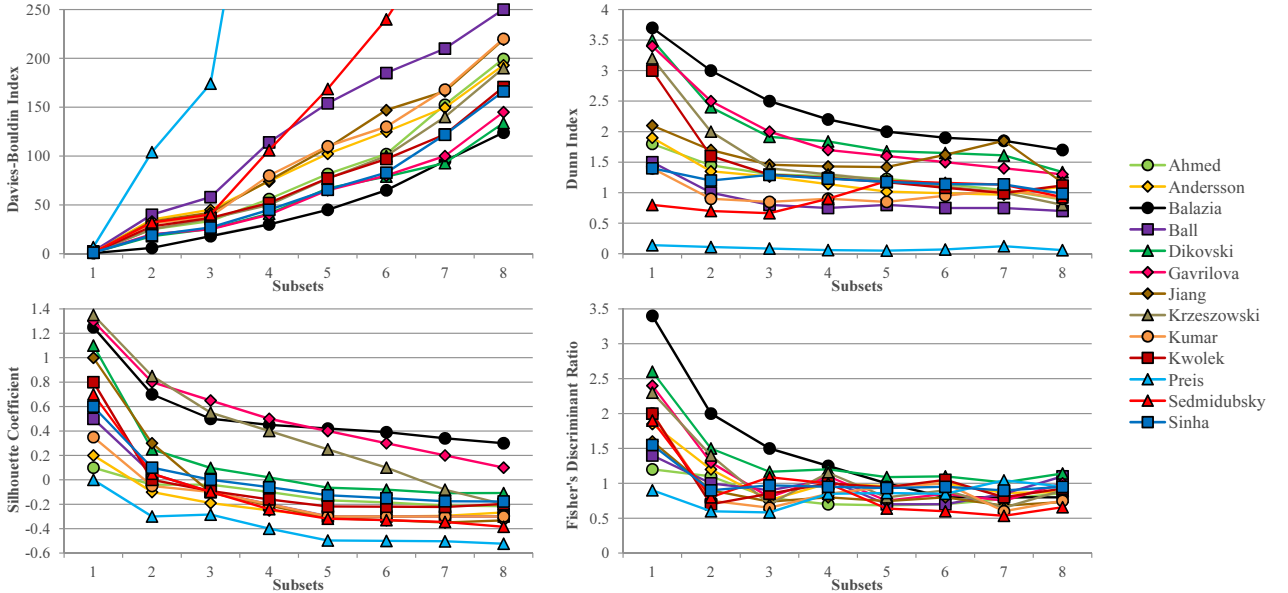 Davies-Bouldin Index
250
200
150
100
50
0
1 2 3 4 5 6 7 8
Subsets
Dunn Index
4
3.5
3
2.5
2
1.5
1
0.5
0
1 2 3 4 5 6 7 8
Subsets
Silhouette Coefficient
1.4
1.2
1
0.8
0.6
0.4
0.2
0
-0.2
-0.4
-0.6
1 2 3 4 5 6 7 8
Subsets
Fisher's Discriminant Ratio
3.5
3
2.5
2
1.5
1
0.5
0
1 2 3 4 5 6 7 8
Subsets
Ahmed
Andersson
Balazia
Ball
Dikovski
Gavrilova
Jiang
Krzeszowski
Kumar
Kwolek
Preis
Sedmidubsky
Sinha